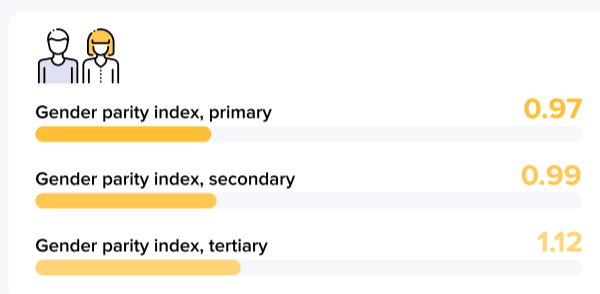 Gender parity index, primary 0.97
Gender parity index, secondary 0.99
Gender parity index, tertiary 1.12